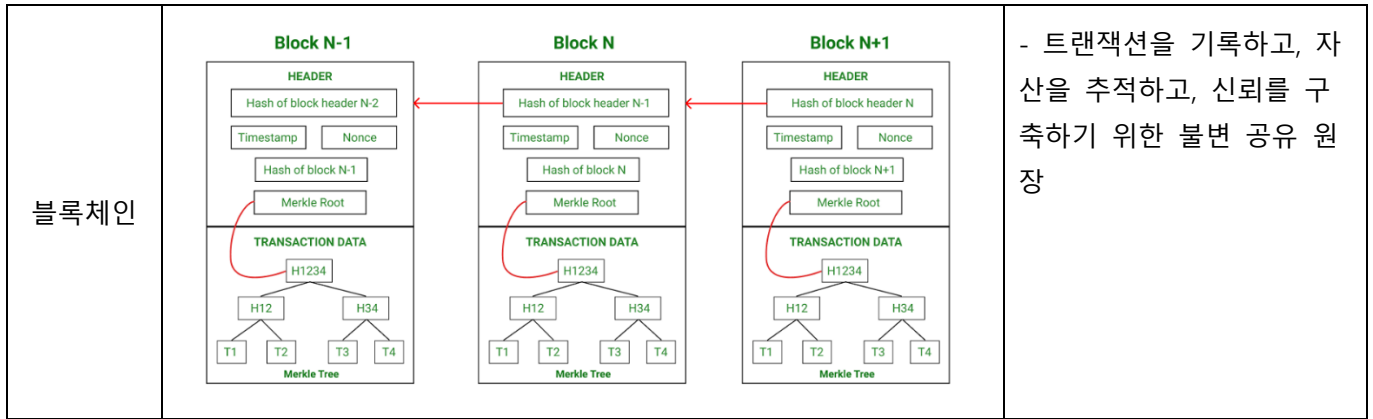 블록체인
Block N-1
HEADER
Hash of block header N-2
Timestamp
Nonce
Hash of block N-1
Merkle Root
TRANSACTION DATA
H1234
H12
H34
T1
T2
T3
T4
Merkle Tree
Block N
HEADER
Hash of block header N-1
Timestamp
Nonce
Hash of block N
Merkle Root
TRANSACTION DATA
H1234
H12
H34
T1
T2
T3
T4
Merkle Tree
Block N+1
HEADER
Hash of block header N
Timestamp
Nonce
Hash of block N+1
Merkle Root
TRANSACTION DATA
H1234
H12
H34
T1
T2
T3
T4
Merkle Tree
- 트랜잭션을 기록하고, 자
산을 추적하고, 신뢰를 구
축하기 위한 불변 공유 원
장